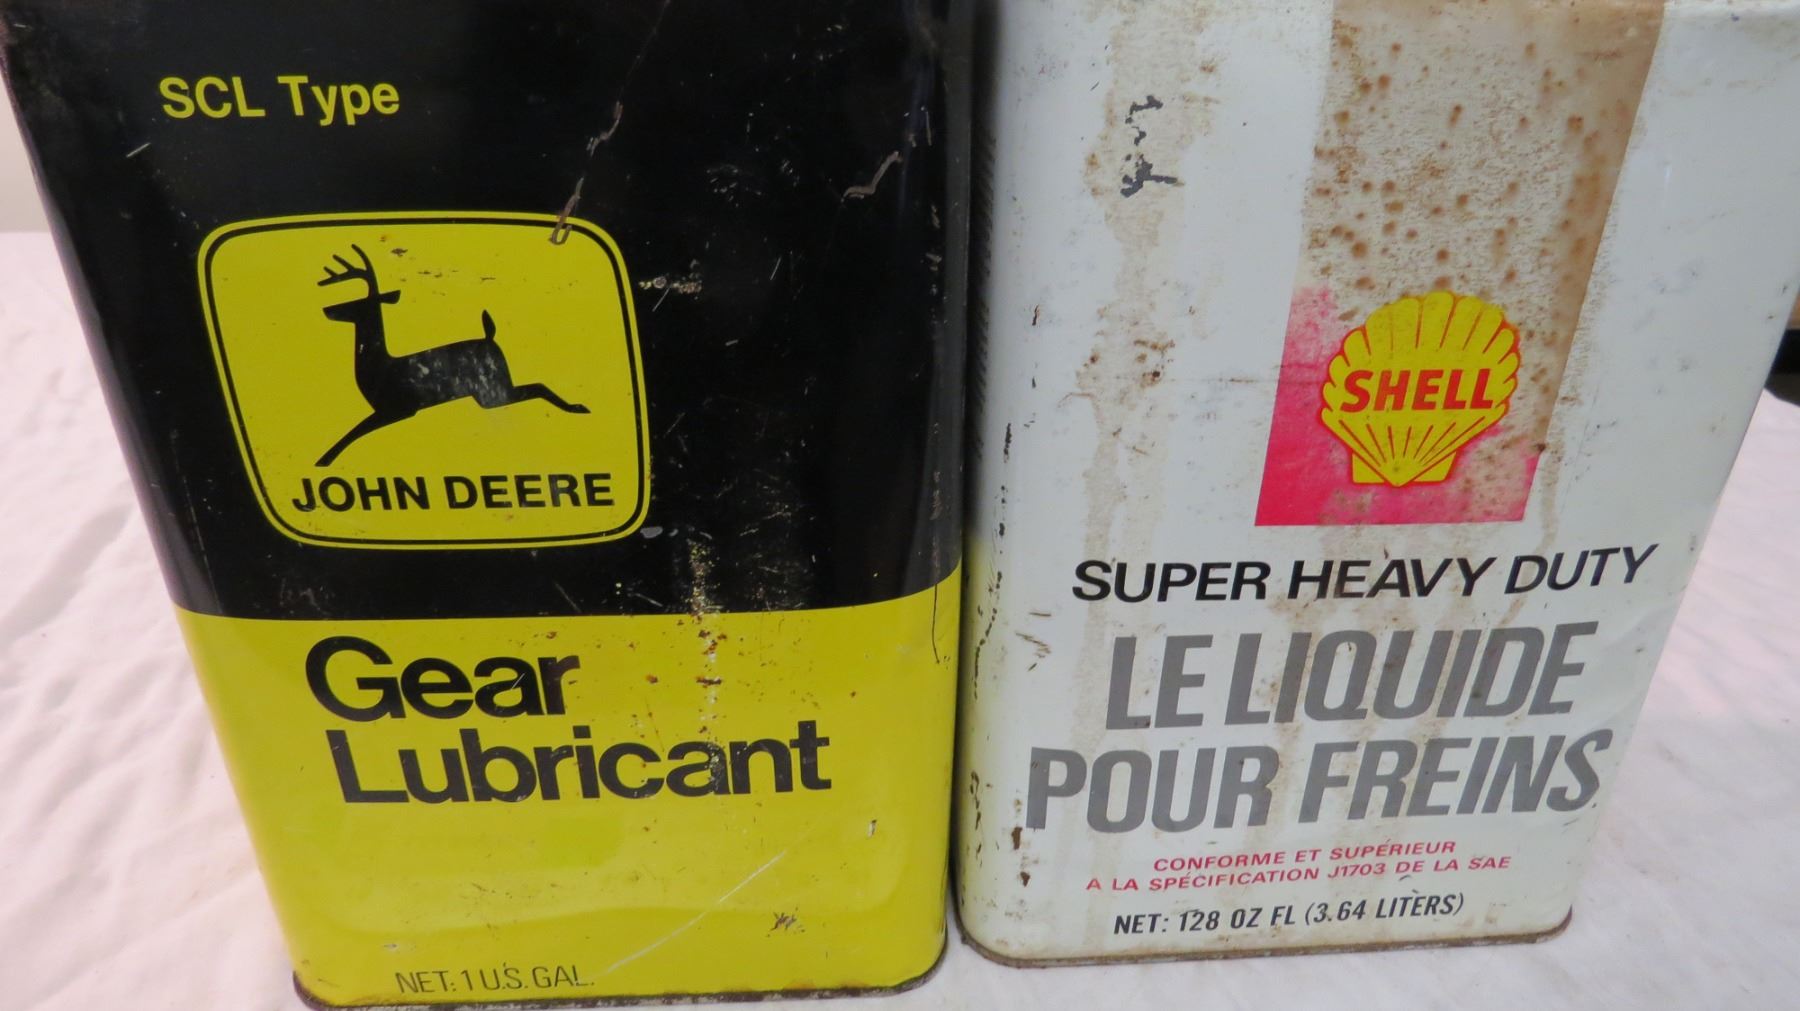 SCL Type
JOHN DEERE
Gear
Lubricant
NET: 1 U.S. GAL.
SHELL
SUPER HEAVY DUTY
LE LIQUIDE
POUR FREINS
CONFORME ET SUPÉRIEUR
A LA SPÉCIFICATION J1703 DE LA SAE
NET: 128 OZ FL (3.64 LITERS)